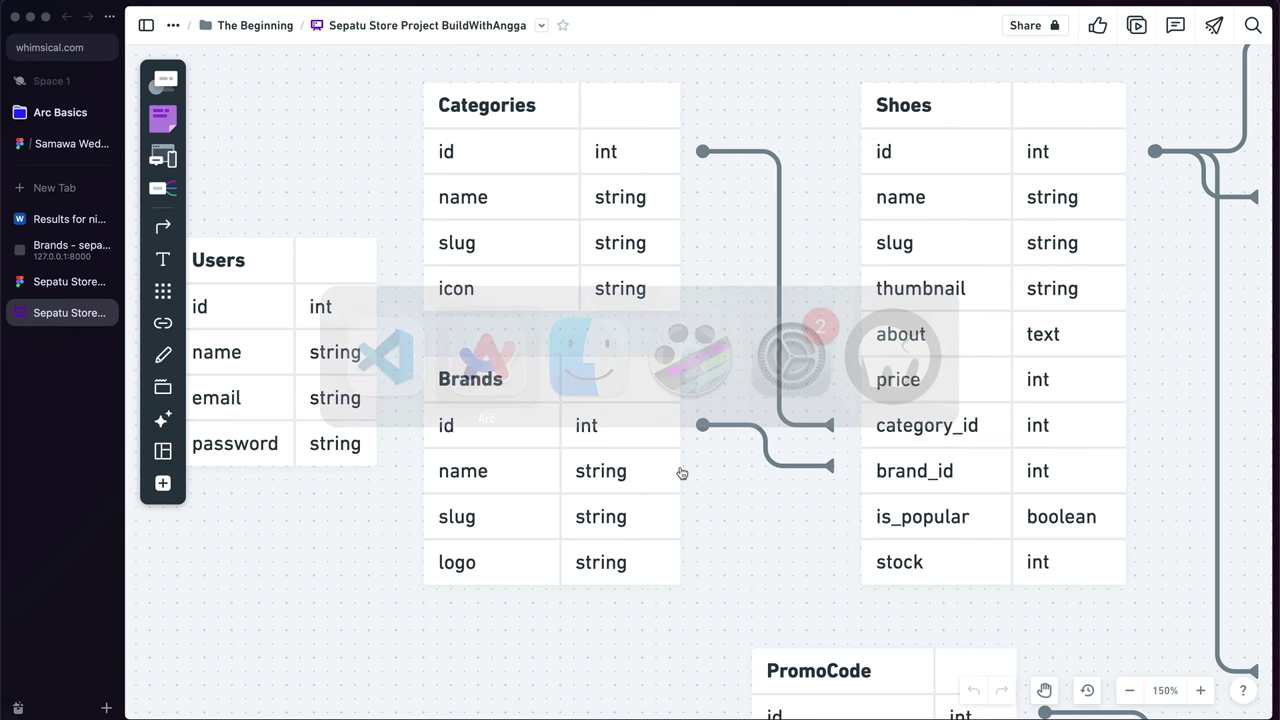 The Beginning / Sepatu Store Project BuildWithAngga
Share
whimsical.com
Space 1
Arc Basics
/ Samawa Wed...
New Tab
Results for ni...
Brands - sepa...
127.0.0.1:8000
Sepatu Store...
Sepatu Store...
Users
id int
name string
email string
password string
Categories
id int
name string
slug string
icon string
Brands
id int
name string
slug string
logo string
Shoes
id int
name string
slug string
thumbnail string
about text
price int
category_id int
brand_id int
is_popular boolean
stock int
2
Arc
PromoCode
id int
150%
?